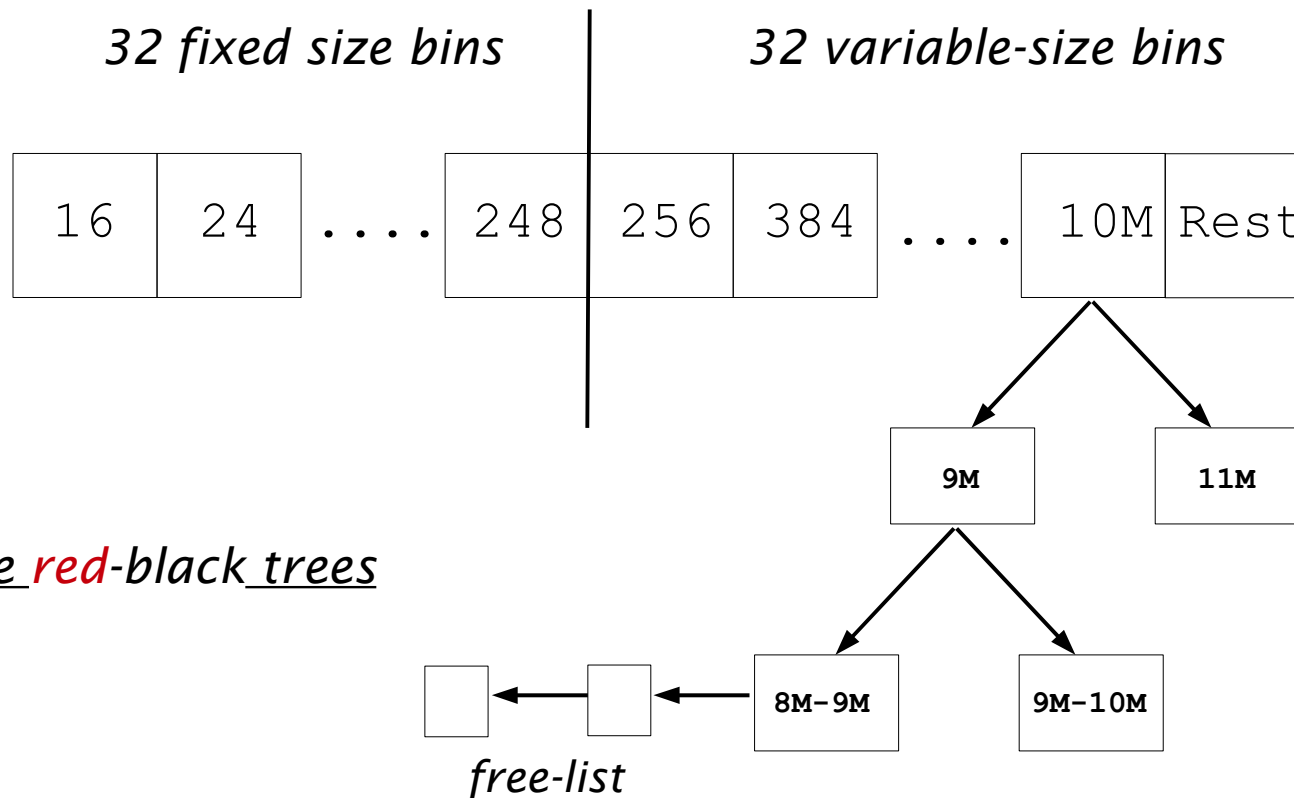 32 fixed size bins
32 variable-size bins
16 24 .... 248 256 384 .... 10M Rest
9M 11M
e red-black trees
8M-9M 9M-10M
free-list